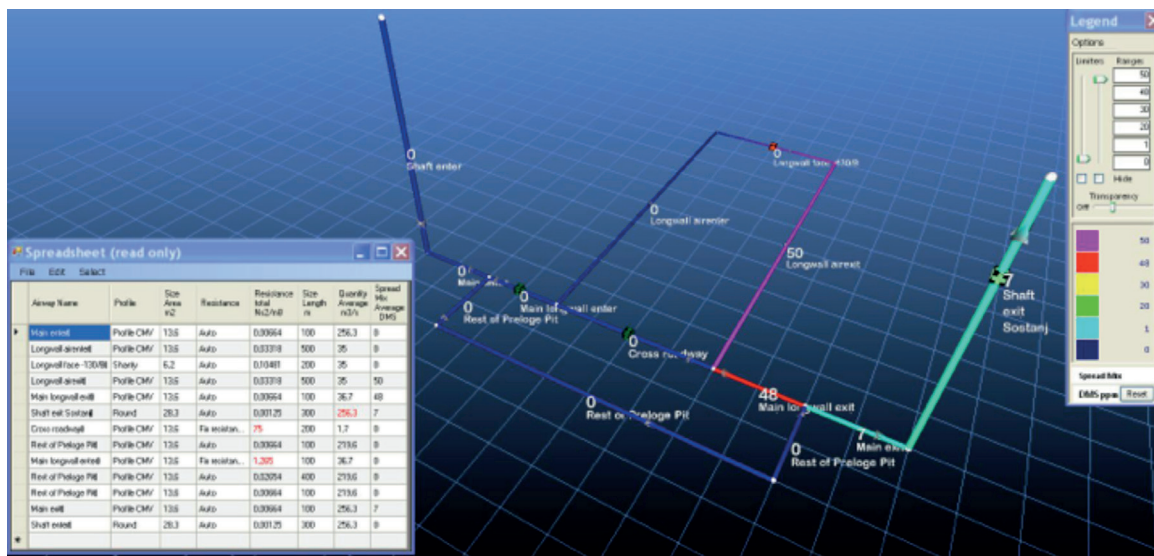 Legend
Options
Limiters Ranges
50
40
30
20
1
0
Hide
Transparency
Off
50
48
30
20
1
0
Spread Mix
DMS ppm Reset
0
Shaft enter
0
Longwall face -130/B
0
Longwall airenter
50
Longwall airexit
7
Shaft
exit
Sostanj
0
0
Main longwall enter
0
Rest of Preloge Pit
0
Cross roadway
48
Main longwall exit
0
Rest of Preloge Pit
7
Main exit
0
Rest of Preloge Pit
Spreadsheet (read only)
File Edit Select
Airway Name Profile Size Area m2 Resistance Resistance total Ns2/m8 Size Length m Quantity Average m3/s Spread Mix Average DMS
Main enter Profile CMV 13.6 Auto 0.00664 100 256.3 0
Longwall airenter Profile CMV 13.6 Auto 0.03318 500 35 0
Longwall face -130/B Shanty 6.2 Auto 0.10481 200 35 0
Longwall airexit Profile CMV 13.6 Auto 0.03318 500 35 50
Main longwall exit Profile CMV 13.6 Auto 0.00664 100 36.7 48
Shaft exit Sostanj Round 28.3 Auto 0.00125 300 256.3 7
Cross roadway Profile CMV 13.6 Fix resistan... 75 200 1.7 0
Rest of Preloge Pit Profile CMV 13.6 Auto 0.00664 100 219.6 0
Main longwall enter Profile CMV 13.6 Fix resistan... 1.265 100 36.7 0
Rest of Preloge Pit Profile CMV 13.6 Auto 0.02654 400 219.6 0
Rest of Preloge Pit Profile CMV 13.6 Auto 0.00664 100 219.6 0
Main exit Profile CMV 13.6 Auto 0.00664 100 256.3 7
Shaft enter Round 28.3 Auto 0.00125 300 256.3 0